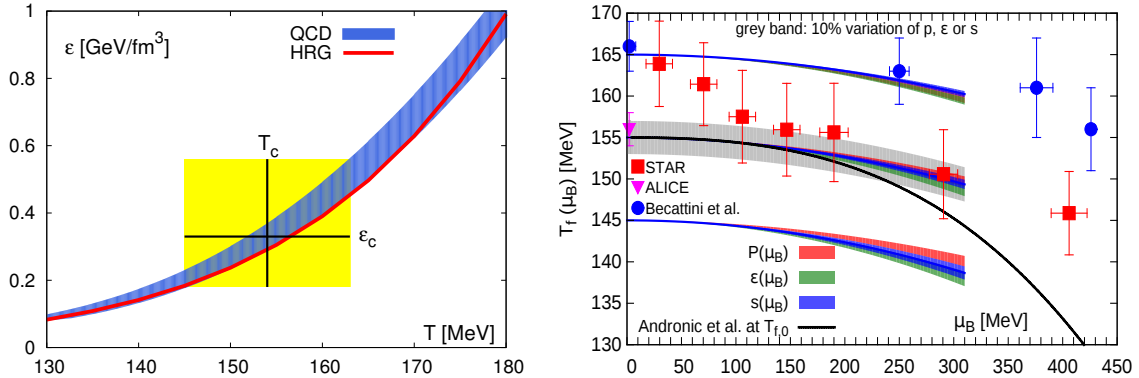 1
0.8
0.6
0.4
0.2
0
130
140
150
160
170
180
ε [GeV/fm³]
QCD
HRG
T_c
ε_c
T [MeV]
170
165
160
155
150
145
140
135
130
0
50
100
150
200
250
300
350
400
450
T_f (μ_B) [MeV]
grey band: 10% variation of p, ε or s
STAR
ALICE
Becattini et al.
P(μ_B)
ε(μ_B)
s(μ_B)
Andronic et al. at T_f,0
μ_B [MeV]